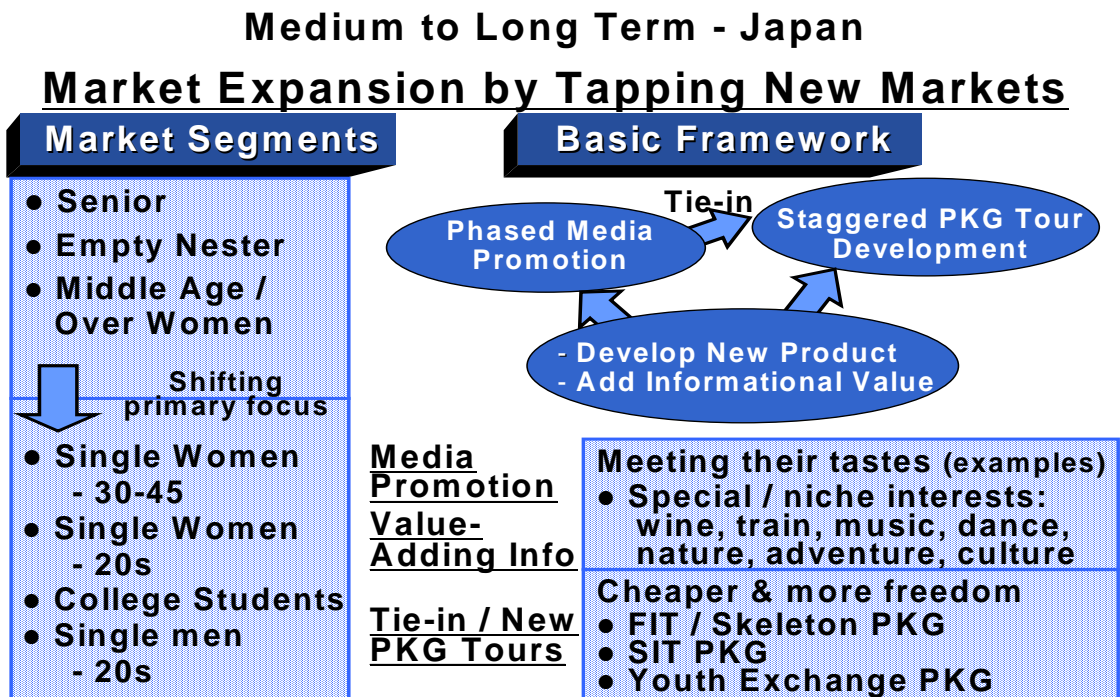 Medium to Long Term - Japan
Market Expansion by Tapping New Markets
Market Segments
● Senior
● Empty Nester
● Middle Age /
Over Women
Shifting
primary focus
● Single Women
- 30-45
● Single Women
- 20s
● College Students
● Single men
- 20s
Basic Framework
Tie-in
Phased Media
Promotion
Staggered PKG Tour
Development
- Develop New Product
- Add Informational Value
Media
Promotion
Value-
Adding Info
Tie-in / New
PKG Tours
Meeting their tastes (examples)
● Special / niche interests:
wine, train, music, dance,
nature, adventure, culture
Cheaper & more freedom
● FIT / Skeleton PKG
● SIT PKG
● Youth Exchange PKG